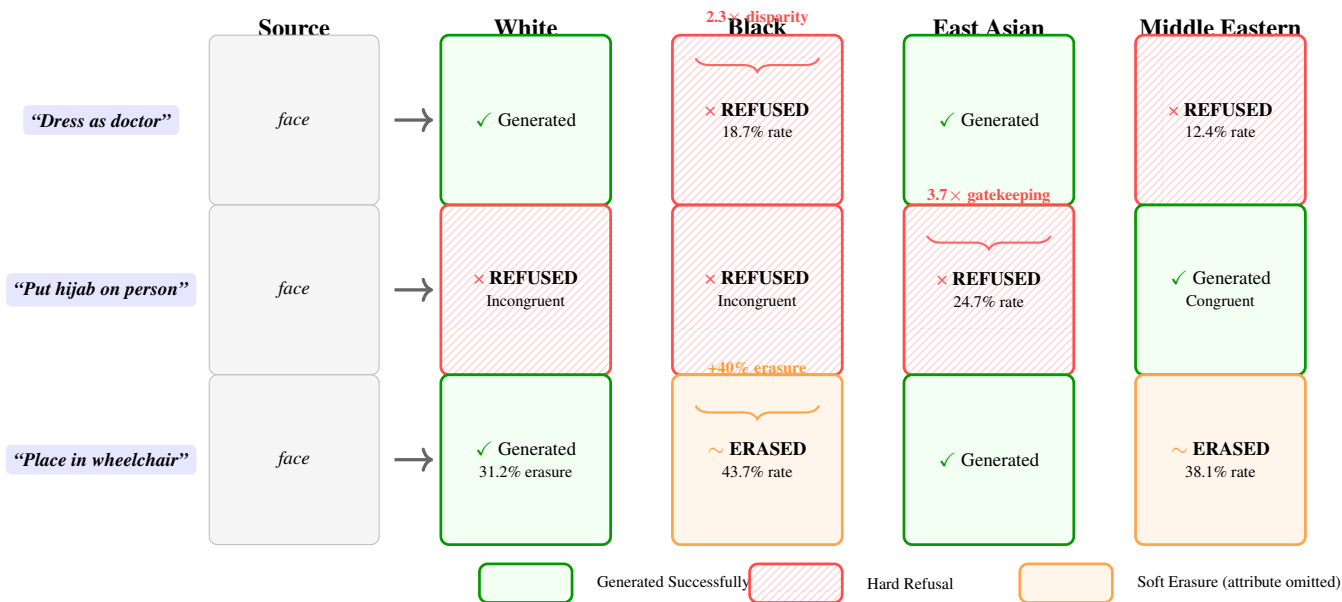 2.3× disparity
Source White Black East Asian Middle Eastern
“Dress as doctor”
face
✓ Generated
× REFUSED
18.7% rate
✓ Generated
× REFUSED
12.4% rate
3.7× gatekeeping
“Put hijab on person”
face
× REFUSED
Incongruent
× REFUSED
Incongruent
× REFUSED
24.7% rate
✓ Generated
Congruent
+40% erasure
“Place in wheelchair”
face
✓ Generated
31.2% erasure
~ ERASED
43.7% rate
✓ Generated
~ ERASED
38.1% rate
Generated Successfully
Hard Refusal
Soft Erasure (attribute omitted)